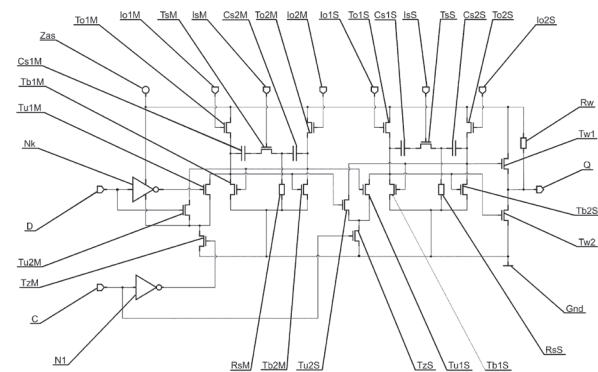 To1M Io1M TsM IsM Cs2M To2M Io2M Io1S To1S Cs1S IsS TsS Cs2S To2S Io2S
Zas
Cs1M
Tb1M
Rw
Tu1M
Tw1
Nk
Q
D
Tb2S
Tw2
Tu2M
TzM
Gnd
C
N1
RsM Tb2M Tu2S TzS Tu1S Tb1S RsS